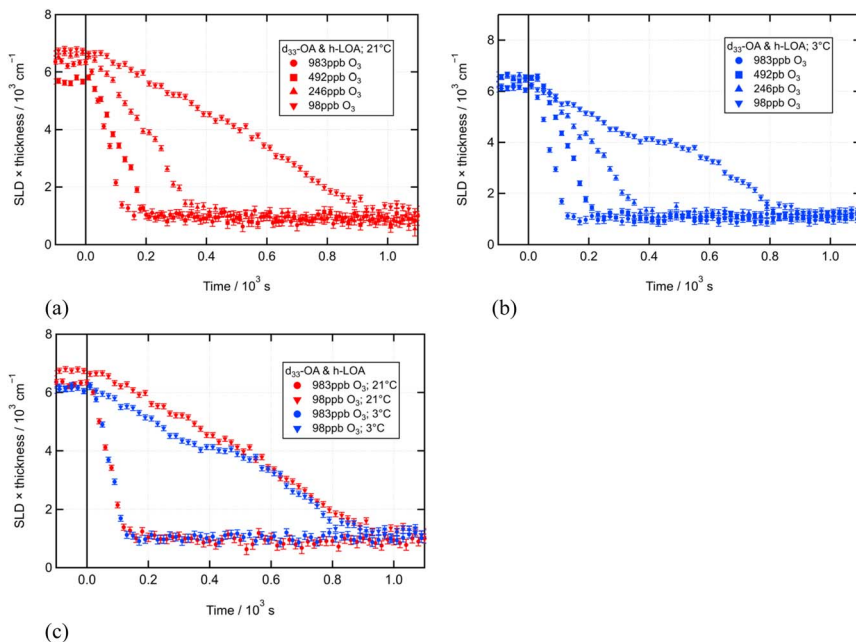 8
6
4
2
0
SLD × thickness / 10³ cm⁻¹
d₃₃-OA & h-LOA; 21°C
983ppb O₃
492ppb O₃
246ppb O₃
98ppb O₃
0.0 0.2 0.4 0.6 0.8 1.0
Time / 10³ s
(a)
8
6
4
2
0
SLD × thickness / 10³ cm⁻¹
d₃₃-OA & h-LOA; 3°C
983ppb O₃
492pb O₃
246pb O₃
98ppb O₃
0.0 0.2 0.4 0.6 0.8 1.0
Time / 10³ s
(b)
8
6
4
2
0
SLD × thickness / 10³ cm⁻¹
d₃₃-OA & h-LOA
983ppb O₃; 21°C
98ppb O₃; 21°C
983ppb O₃; 3°C
98ppb O₃; 3°C
0.0 0.2 0.4 0.6 0.8 1.0
Time / 10³ s
(c)